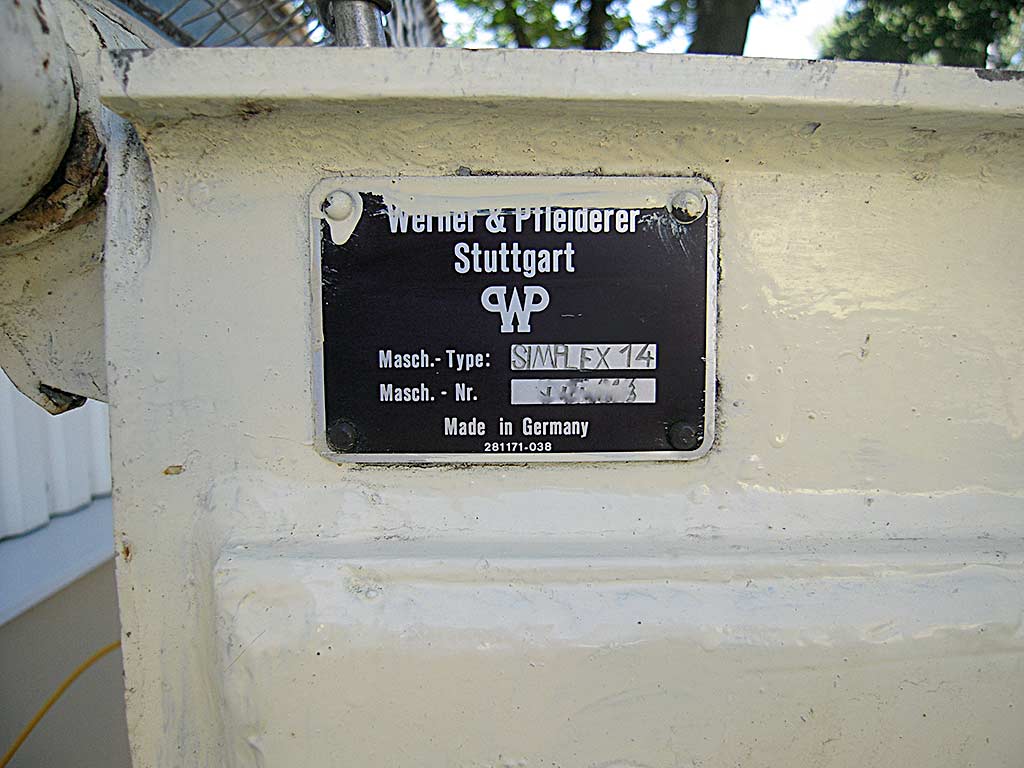 Werner & Pfleiderer
Stuttgart
WP
Masch.-Type: SIMPLEX 14
Masch. - Nr.
Made in Germany
281171-038